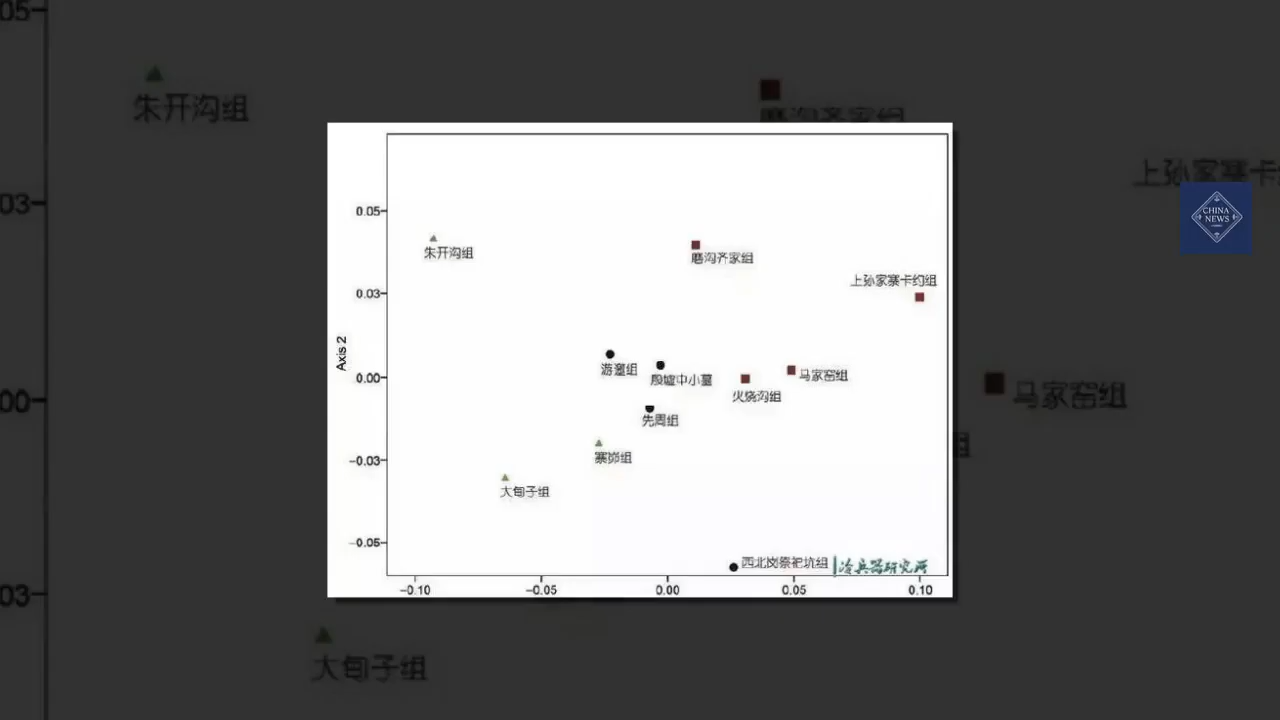 0.05
朱开沟组
磨沟齐家组
上孙家寨卡约组
0.03
Axis 2
游邀组
殷墟中小墓
马家窑组
0.00
火烧沟组
先周组
寨峁组
-0.03
大甸子组
-0.05
西北岗祭祀坑组
冷兵器研究所
-0.10
-0.05
0.00
0.05
0.10
CHINA
NEWS
05
朱开沟组
上孙家寨卡
03
00
马家窑组
组
03
大甸子组